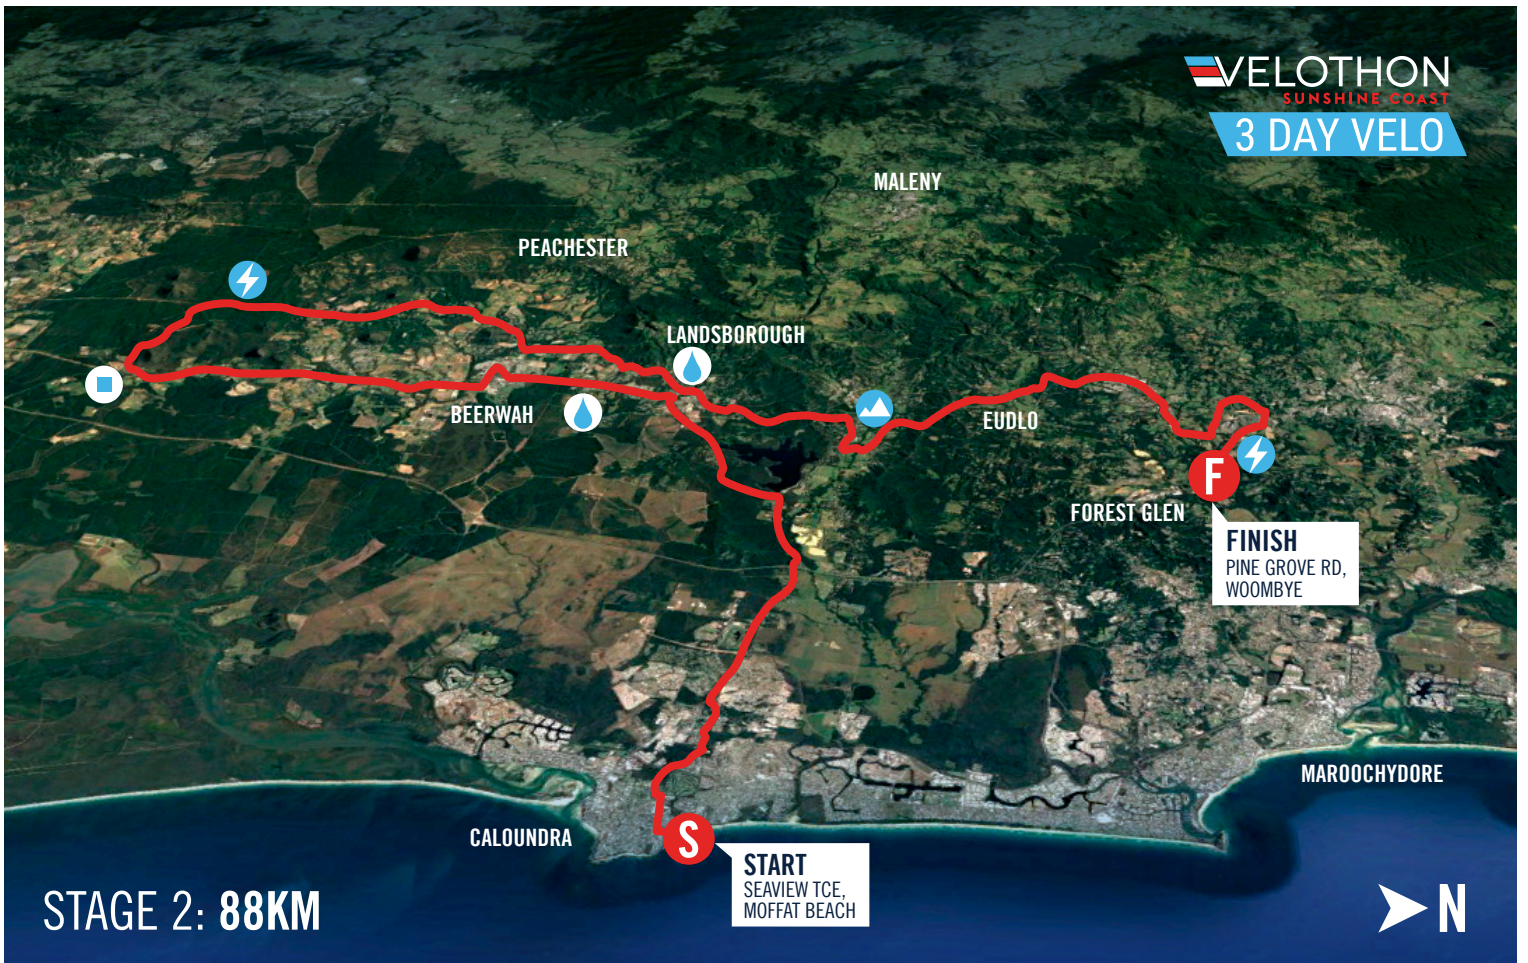 VELOTHON
SUNSHINE COAST
3 DAY VELO
MALENY
PEACHESTER
LANDSBOROUGH
BEERWAH
EUDLO
F
FOREST GLEN
FINISH
PINE GROVE RD,
WOOMBYE
MAROOCHYDORE
CALOUNDRA
S
START
SEAVIEW TCE,
MOFFAT BEACH
STAGE 2: 88KM
N